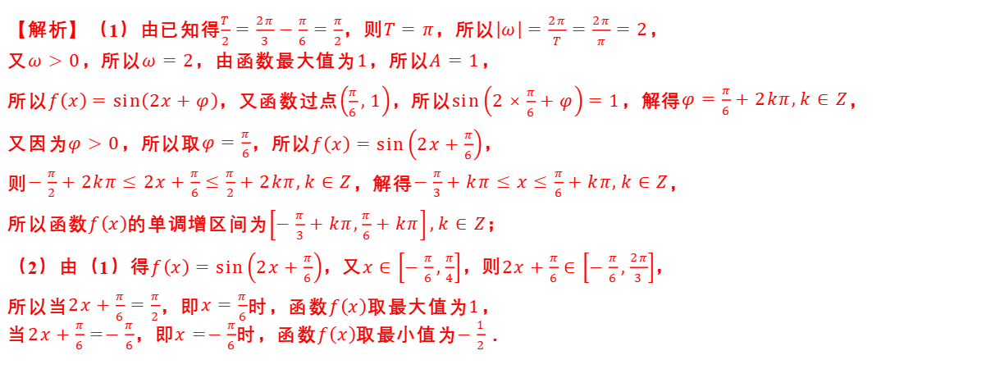 【解析】（1）由已知得$\frac{T}{2}=\frac{2\pi}{3}-\frac{\pi}{6}=\frac{\pi}{2}$，则$T=\pi$，所以$|\omega|=\frac{2\pi}{T}=\frac{2\pi}{\pi}=2$，
又$\omega>0$，所以$\omega=2$，由函数最大值为1，所以$A=1$，
所以$f(x)=\sin(2x+\varphi)$，又函数过点$\left(\frac{\pi}{6},1\right)$，所以$\sin\left(2\times\frac{\pi}{6}+\varphi\right)=1$，解得$\varphi=\frac{\pi}{6}+2k\pi,k\in Z$，
又因为$\varphi>0$，所以取$\varphi=\frac{\pi}{6}$，所以$f(x)=\sin\left(2x+\frac{\pi}{6}\right)$，
则$-\frac{\pi}{2}+2k\pi\leq 2x+\frac{\pi}{6}\leq\frac{\pi}{2}+2k\pi,k\in Z$，解得$-\frac{\pi}{3}+k\pi\leq x\leq\frac{\pi}{6}+k\pi,k\in Z$，
所以函数$f(x)$的单调增区间为$\left[-\frac{\pi}{3}+k\pi,\frac{\pi}{6}+k\pi\right],k\in Z$；
（2）由（1）得$f(x)=\sin\left(2x+\frac{\pi}{6}\right)$，又$x\in\left[-\frac{\pi}{6},\frac{\pi}{4}\right]$，则$2x+\frac{\pi}{6}\in\left[-\frac{\pi}{6},\frac{2\pi}{3}\right]$，
所以当$2x+\frac{\pi}{6}=\frac{\pi}{2}$，即$x=\frac{\pi}{6}$时，函数$f(x)$取最大值为1，
当$2x+\frac{\pi}{6}=-\frac{\pi}{6}$，即$x=-\frac{\pi}{6}$时，函数$f(x)$取最小值为$-\frac{1}{2}$．